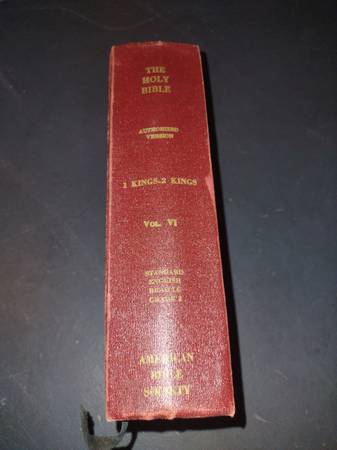 THE
HOLY
BIBLE
AUTHORIZED
VERSION
1 KINGS-2 KINGS
VOL. VI
STANDARD
ENGLISH
BRAILLE
GRADE 2
AMERICAN
BIBLE
SOCIETY